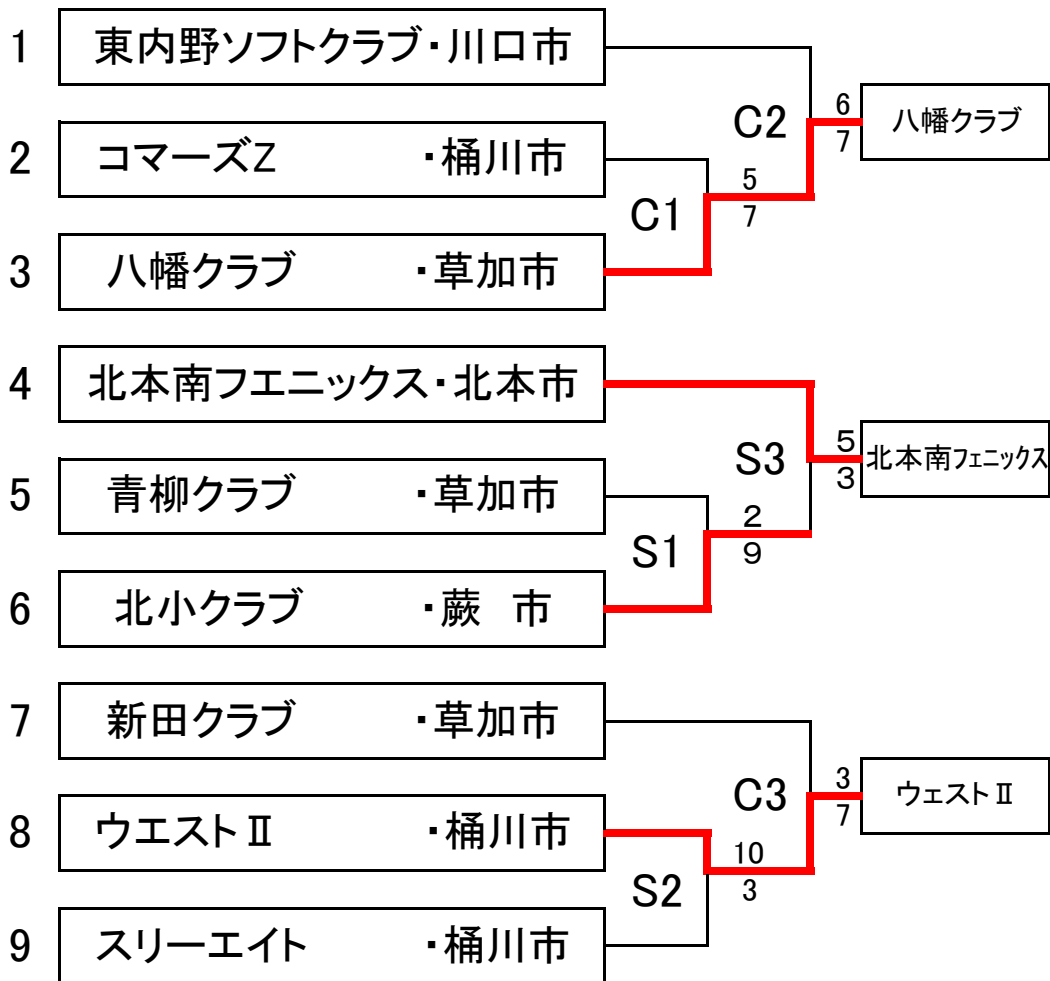 1 東内野ソフトクラブ・川口市
C2
6
7
八幡クラブ
2 コマーズZ ・桶川市
C1
5
7
3 八幡クラブ ・草加市
4 北本南フエニックス・北本市
S3
5
3
北本南フェニックス
5 青柳クラブ ・草加市
S1
2
9
6 北小クラブ ・蕨 市
7 新田クラブ ・草加市
C3
3
7
ウェストⅡ
8 ウエストⅡ ・桶川市
S2
10
3
9 スリーエイト ・桶川市